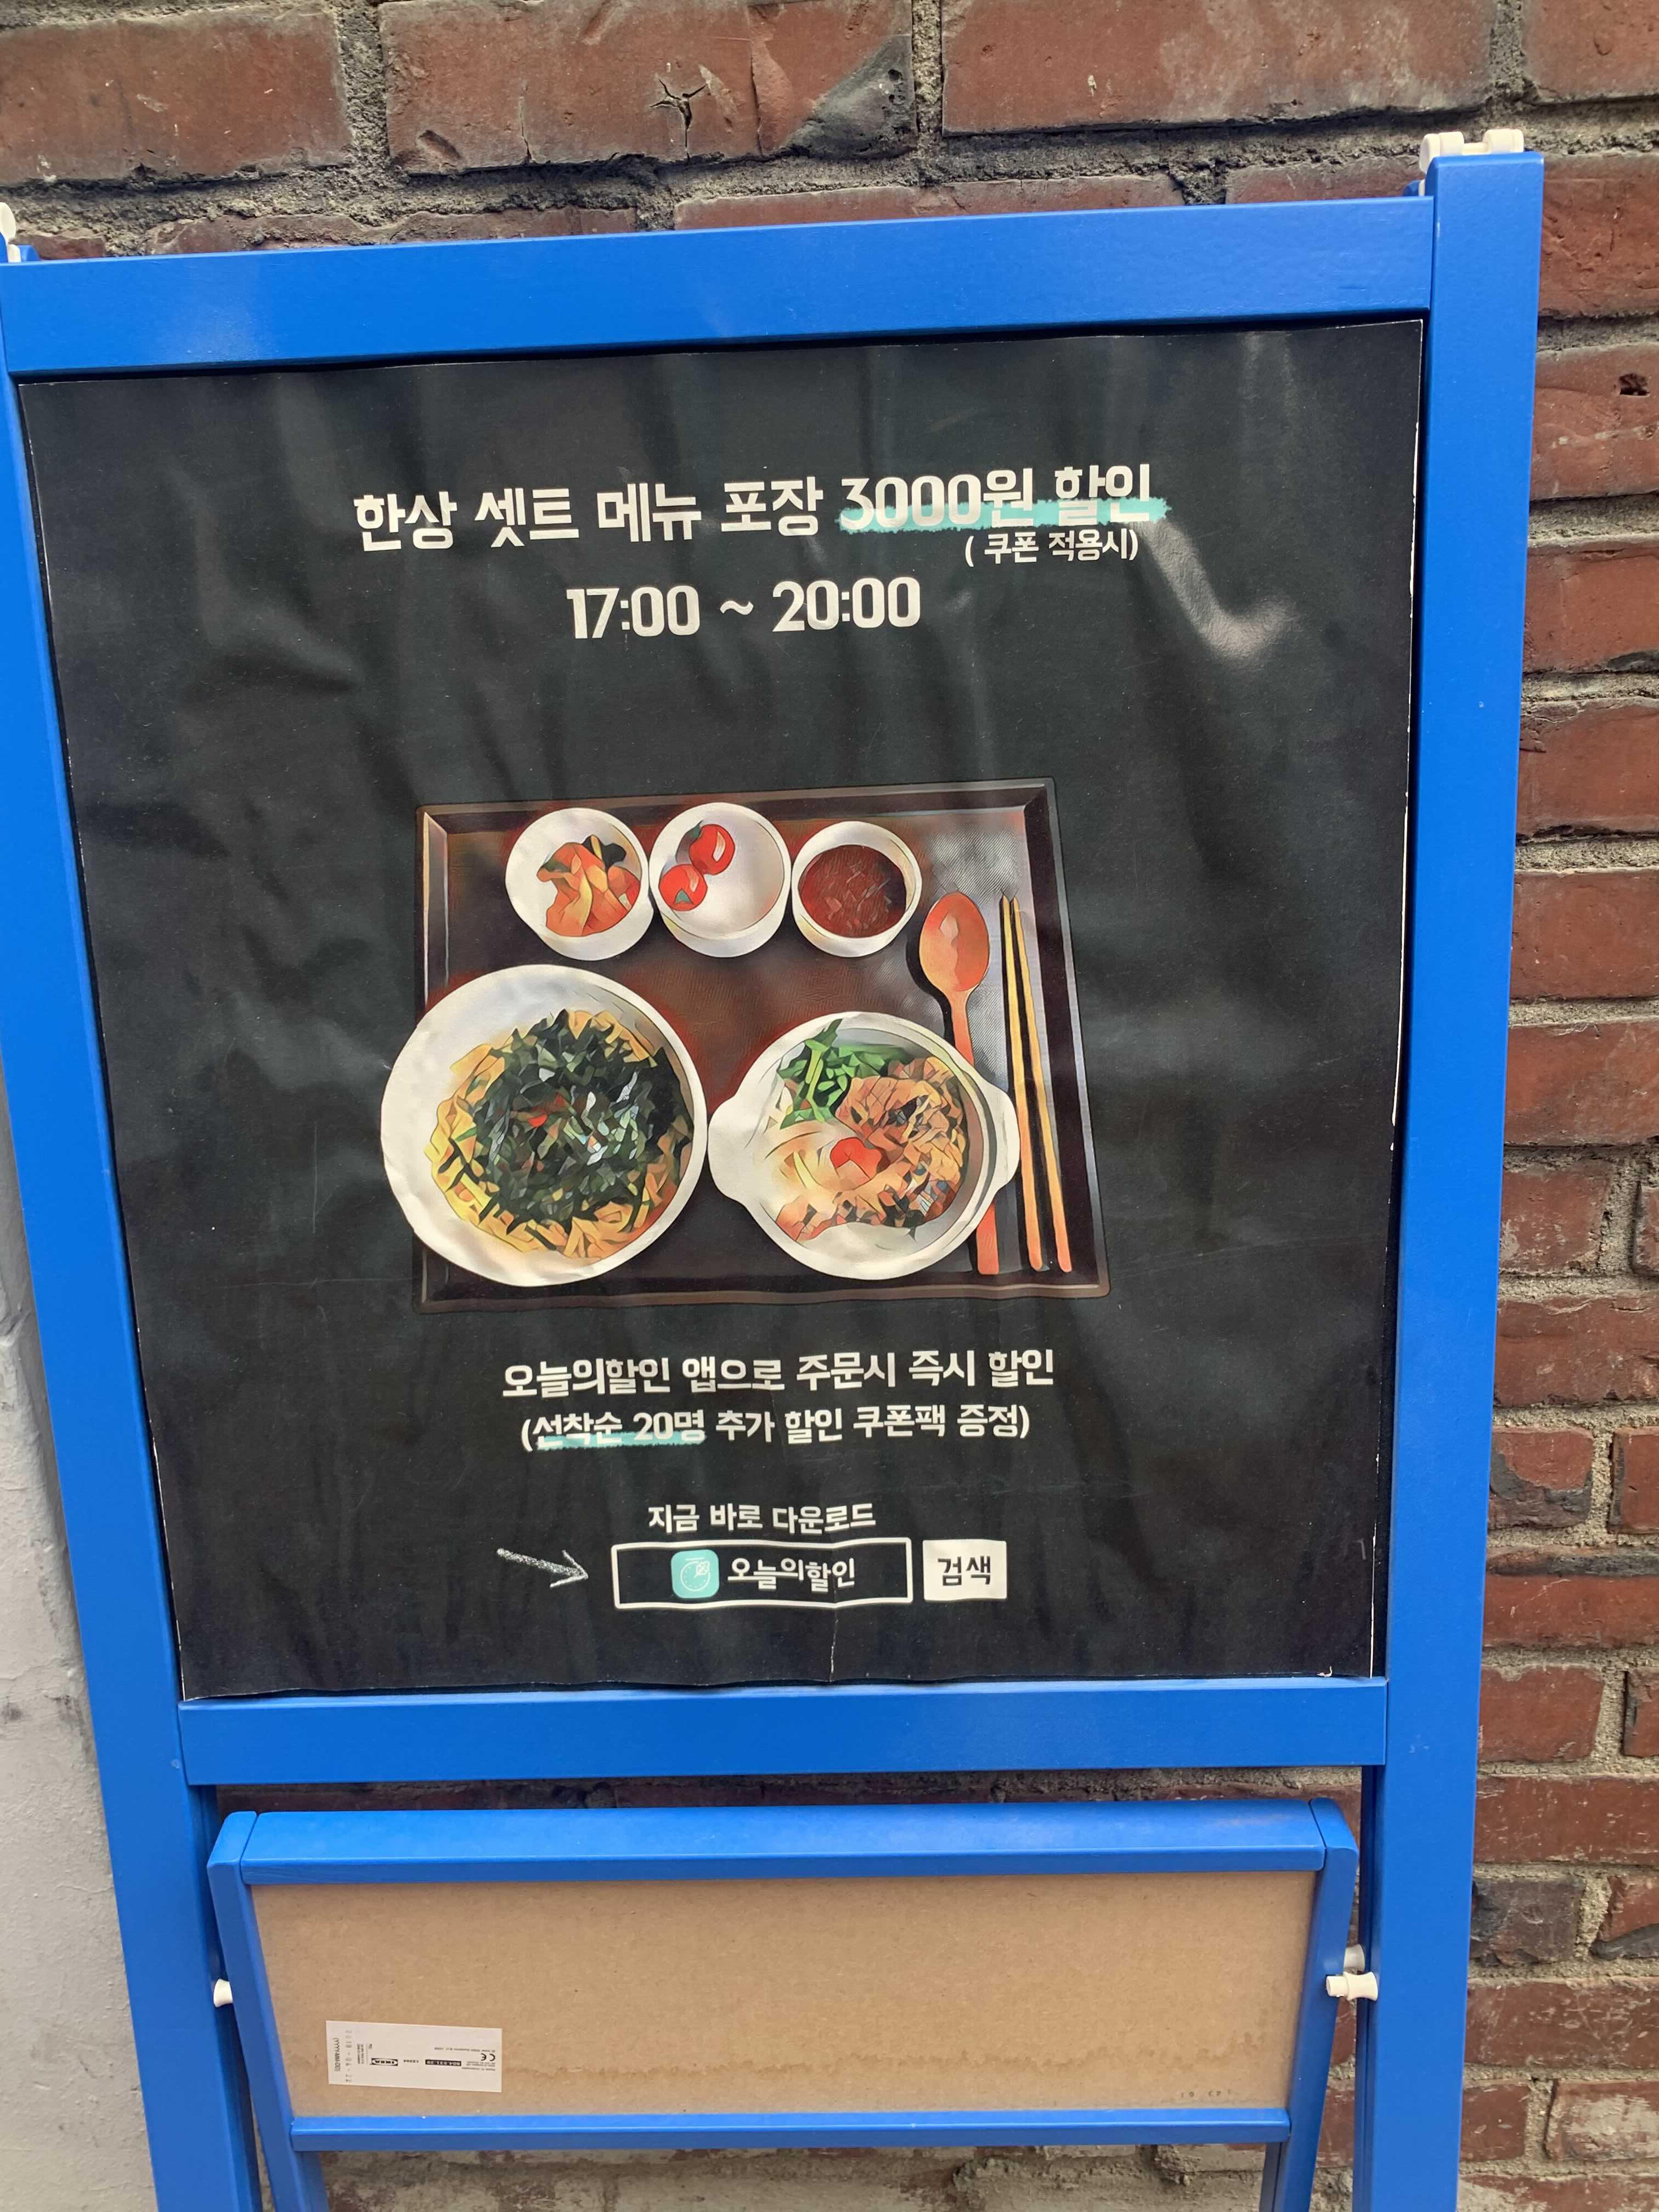 한상 셋트 메뉴 포장 3000원 할인
( 쿠폰 적용시)
17:00 ~ 20:00
오늘의할인 앱으로 주문시 즉시 할인
(선착순 20명 추가 할인 쿠폰팩 증정)
지금 바로 다운로드
오늘의할인 검색